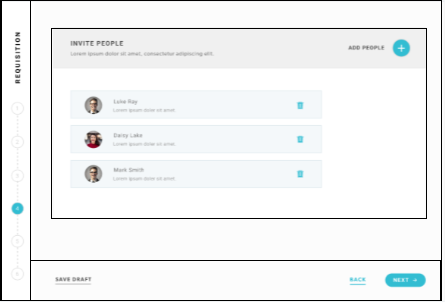 REQUISITION
1
2
3
4
5
6
INVITE PEOPLE
Lorem ipsum dolor sit amet, consectetur adipiscing elit.
ADD PEOPLE
Luke Ray
Lorem ipsum dolor sit amet.
Daisy Lake
Lorem ipsum dolor sit amet.
Mark Smith
Lorem ipsum dolor sit amet.
SAVE DRAFT
BACK
NEXT →